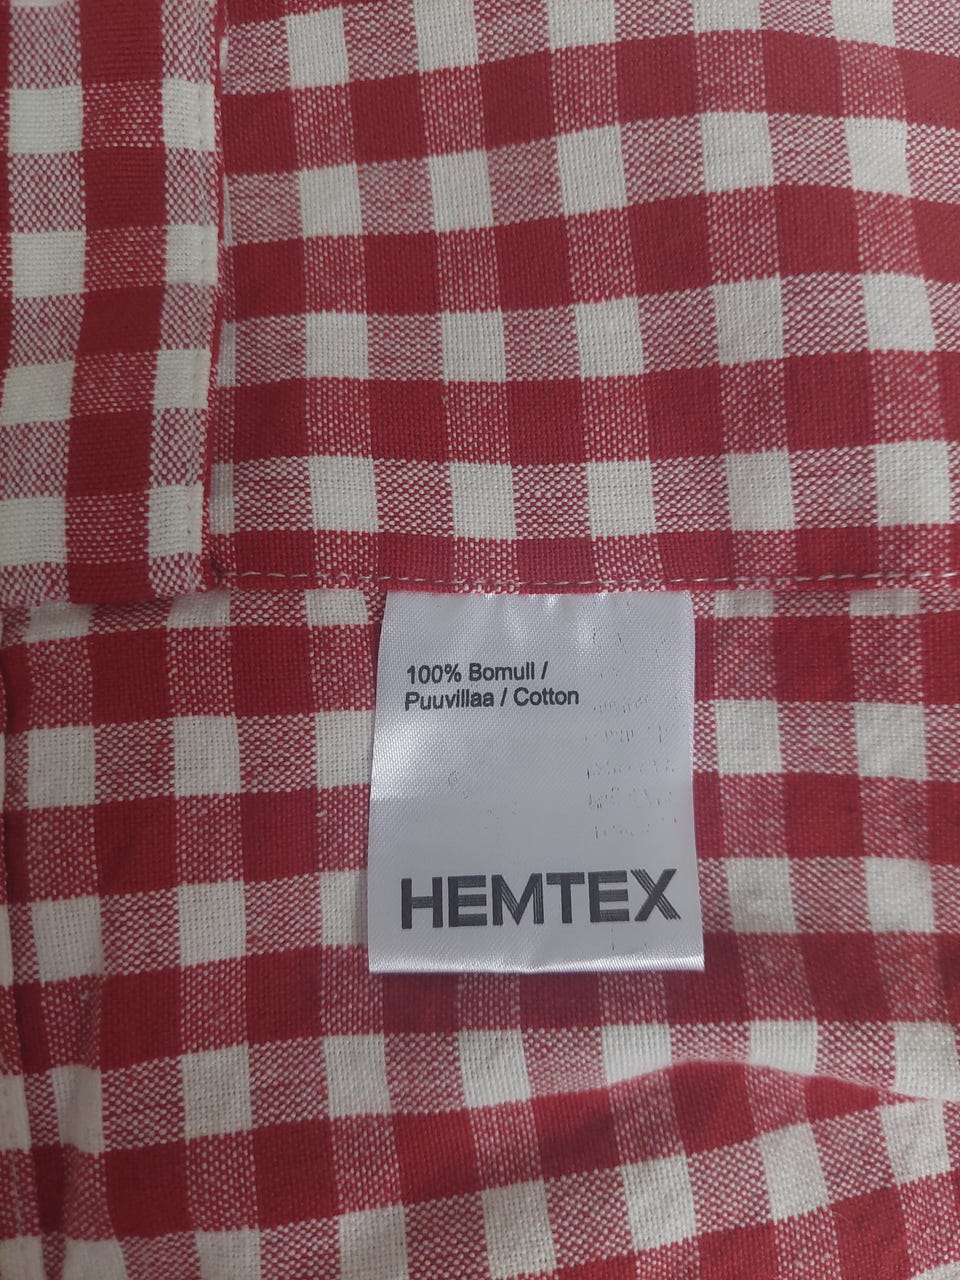 100% Bomull /
Puuvillaa / Cotton
HEMTEX